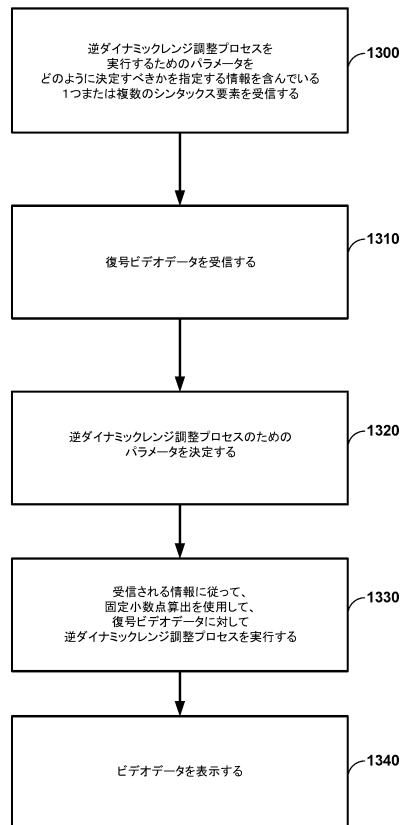 逆ダイナミックレンジ調整プロセスを
実行するためのパラメータを
どのように決定すべきかを指定する情報を含んでいる
1つまたは複数のシンタックス要素を受信する
1300
復号ビデオデータを受信する
1310
逆ダイナミックレンジ調整プロセスのための
パラメータを決定する
1320
受信される情報に従って、
固定小数点算出を使用して、
復号ビデオデータに対して
逆ダイナミックレンジ調整プロセスを実行する
1330
ビデオデータを表示する
1340